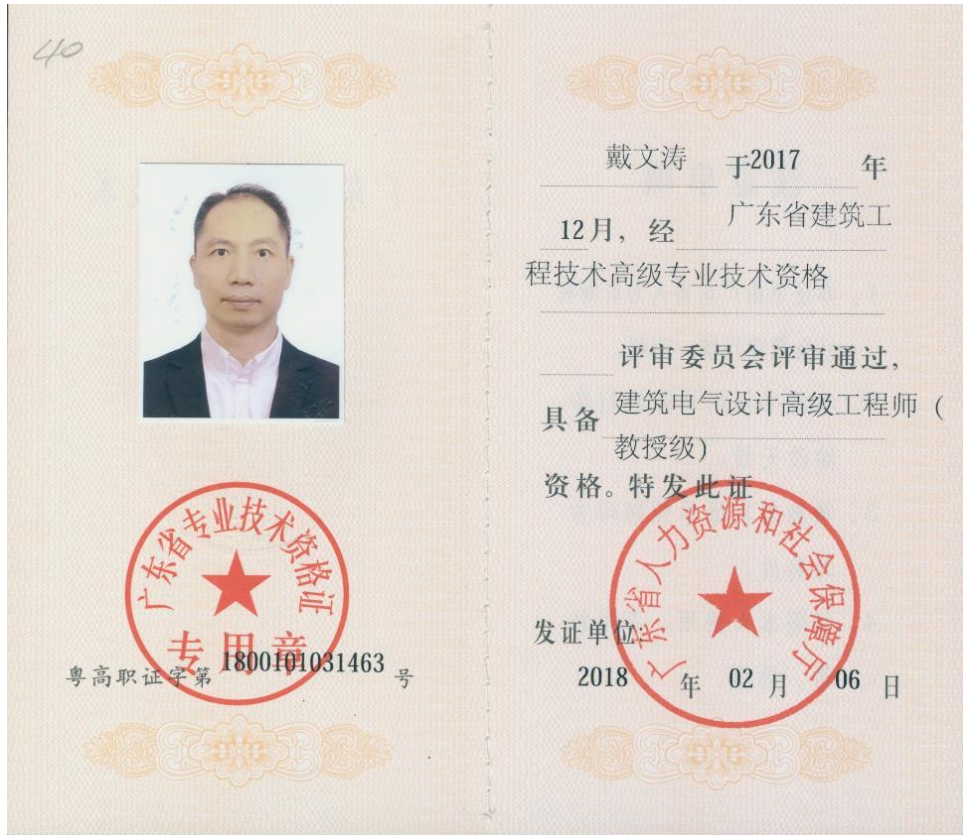 40
广东省专业技术资格证
专用章
粤高职证字第 1800101031463 号
戴文涛 于2017 年
12月，经 广东省建筑工
程技术高级专业技术资格
评审委员会评审通过，
具备 建筑电气设计高级工程师（
教授级）
资格。特发此证
广东省人力资源和社会保障厅
发证单位：
2018 年 02 月 06 日